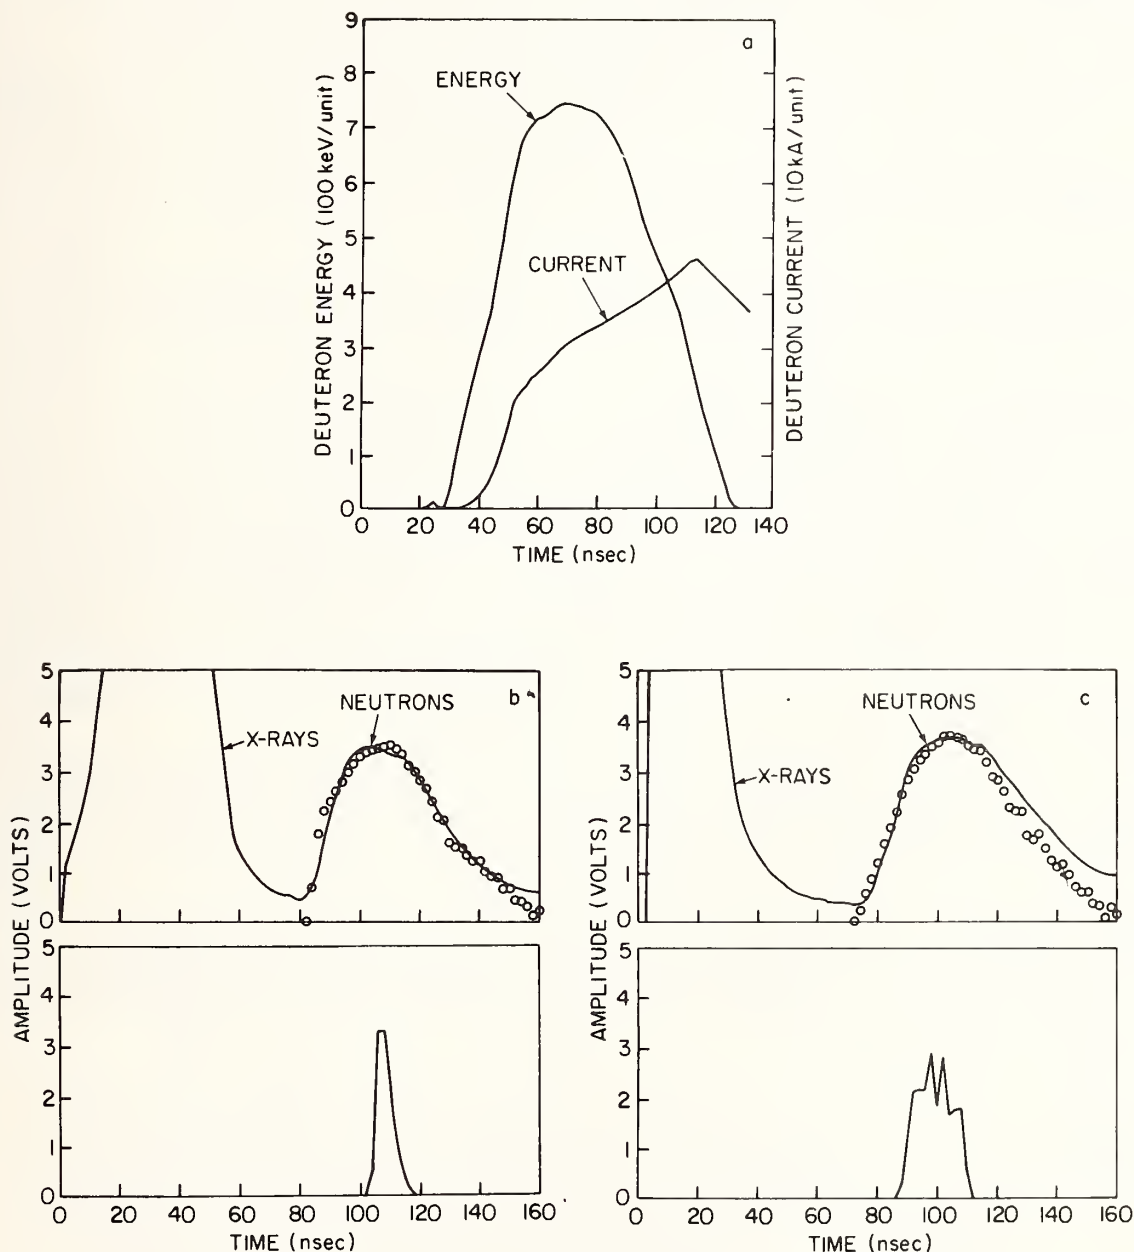 a
9
8
7
6
5
4
3
2
1
0
DEUTERON ENERGY (100 keV/unit)
ENERGY
CURRENT
DEUTERON CURRENT (10 kA/unit)
0 20 40 60 80 100 120 140
TIME (nsec)
b
5
4
3
2
1
0
X-RAYS
NEUTRONS
5
4
3
2
1
0
AMPLITUDE (VOLTS)
0 20 40 60 80 100 120 140 160
TIME (nsec)
c
5
4
3
2
1
0
X-RAYS
NEUTRONS
5
4
3
2
1
0
AMPLITUDE (VOLTS)
0 20 40 60 80 100 120 140 160
TIME (nsec)